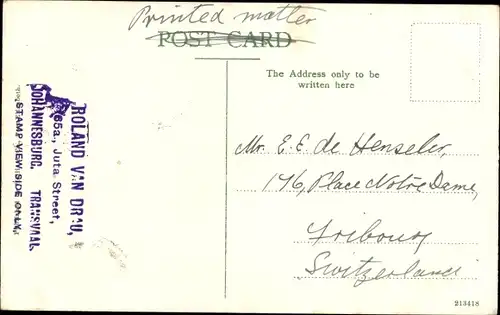 Printed matter
POST CARD
The Address only to be
written here
ROLAND VAN DRAU,
65a., Juta Street,
JOHANNESBURG. TRANSVAAL
STAMP VIEW SIDE ONLY.
Mr. E. E. de Henseler,
176, Place Notre Dame,
Fribourg
Switzerland
213418